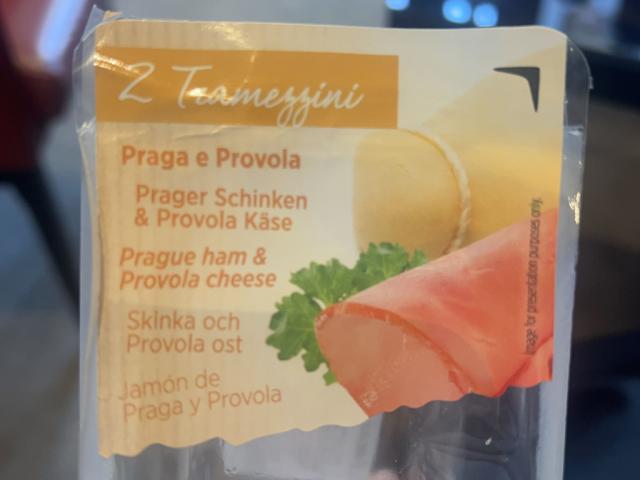 2 Tramezzini
Praga e Provola
Prager Schinken
& Provola Käse
Prague ham &
Provola cheese
Skinka och
Provola ost
Jamón de
Praga y Provola
Image for presentation purposes only.